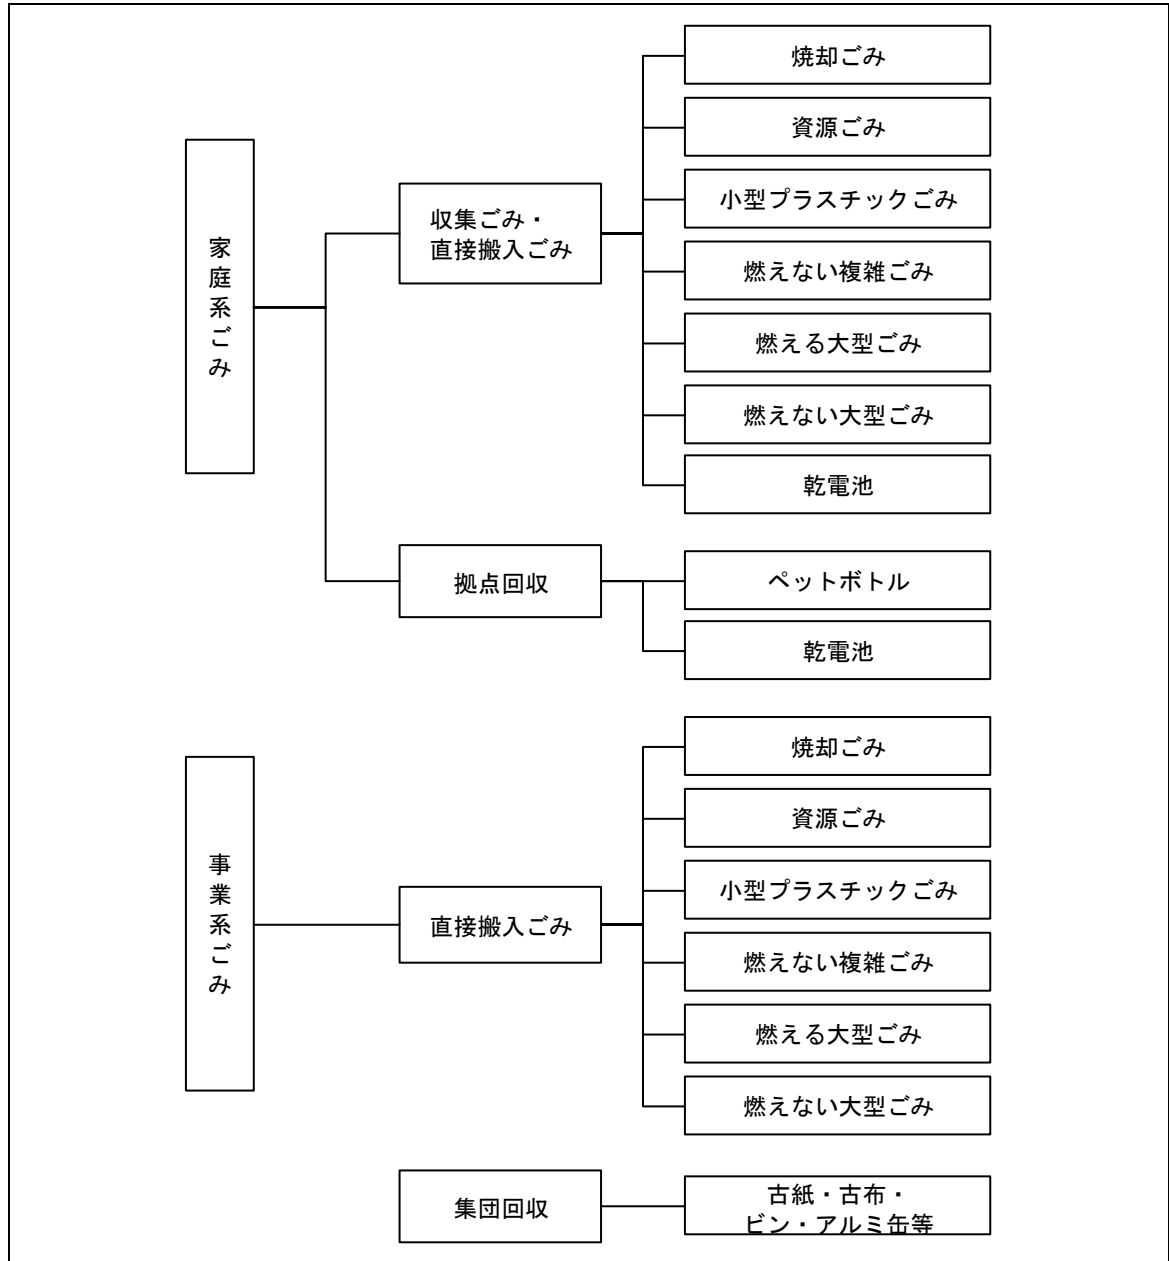 家庭系ごみ
収集ごみ・
直接搬入ごみ
焼却ごみ
資源ごみ
小型プラスチックごみ
燃えない複雑ごみ
燃える大型ごみ
燃えない大型ごみ
乾電池
拠点回収
ペットボトル
乾電池
事業系ごみ
直接搬入ごみ
焼却ごみ
資源ごみ
小型プラスチックごみ
燃えない複雑ごみ
燃える大型ごみ
燃えない大型ごみ
集団回収
古紙・古布・
ビン・アルミ缶等